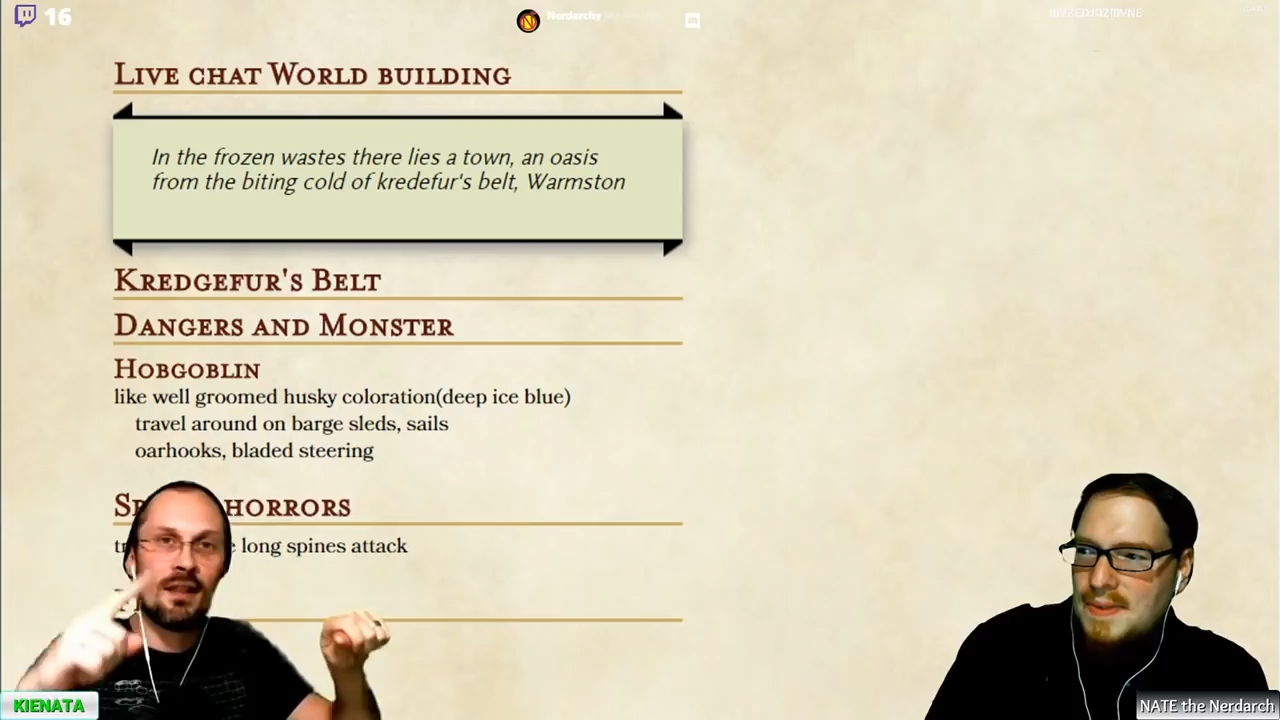 16
Nerdarchy
LIVE CHAT WORLD BUILDING
In the frozen wastes there lies a town, an oasis
from the biting cold of kredefur's belt, Warmston
KREDGEFUR'S BELT
DANGERS AND MONSTER
HOBGOBLIN
like well groomed husky coloration(deep ice blue)
travel around on barge sleds, sails
oarhooks, bladed steering
HORRORS
long spines attack
KIENATA
NATE the Nerdarch